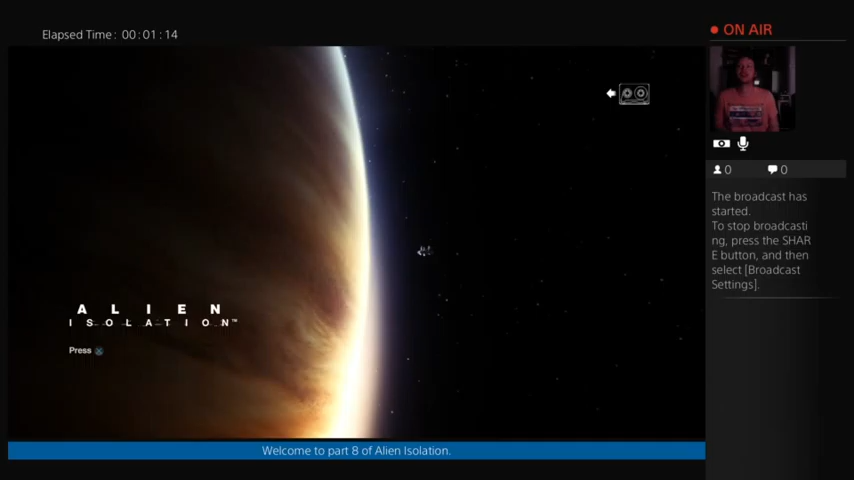 Elapsed Time: 00:01:14
ON AIR
0 0
The broadcast has
started.
To stop broadcasti
ng, press the SHAR
E button, and then
select [Broadcast
Settings].
A L I E N
I S O L A T I O N™
Press
Welcome to part 8 of Alien Isolation.